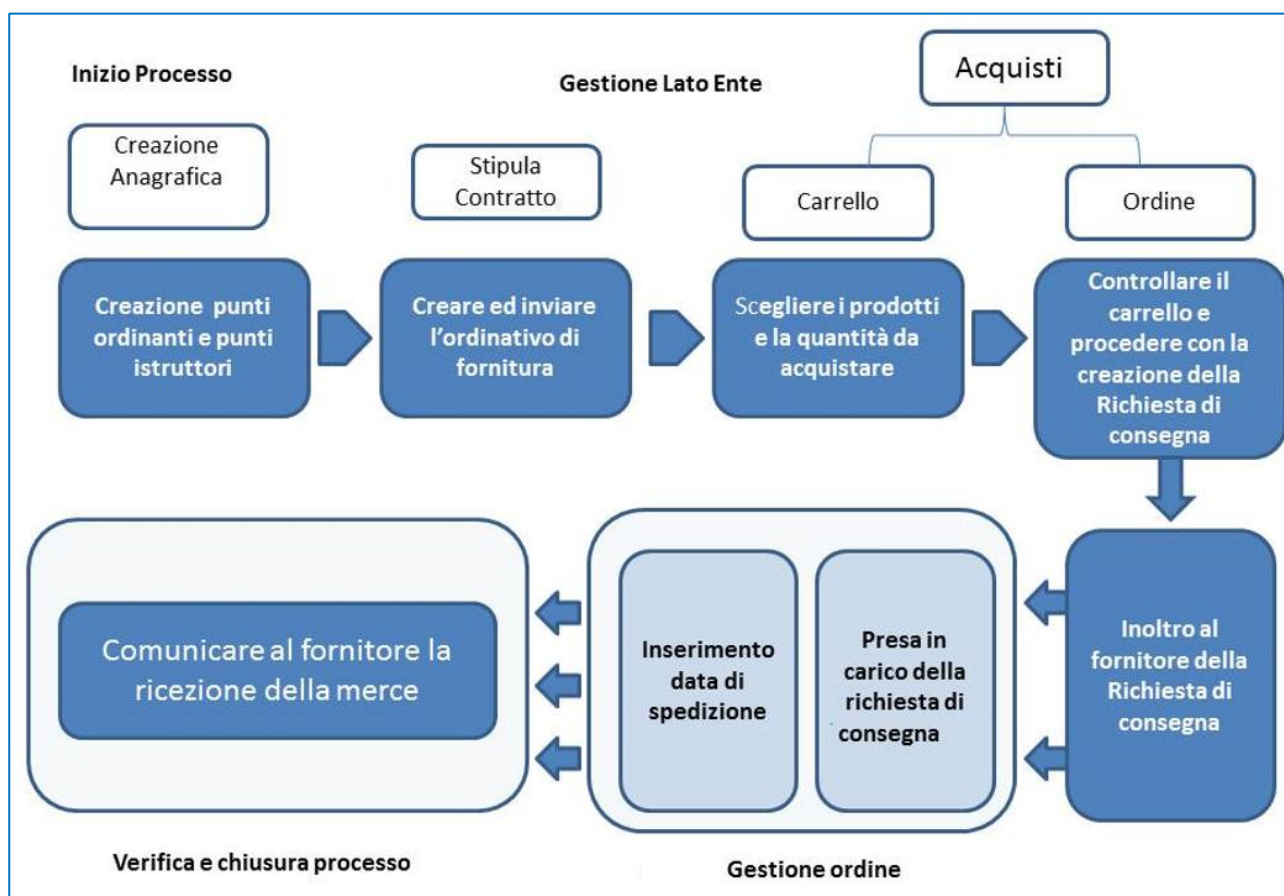 Inizio Processo
Gestione Lato Ente
Acquisti
Creazione
Anagrafica
Stipula
Contratto
Carrello
Ordine
Creazione punti
ordinanti e punti
istruttori
Creare ed inviare
l'ordinativo di
fornitura
Scegliere i prodotti
e la quantità da
acquistare
Controllare il
carrello e
procedere con la
creazione della
Richiesta di
consegna
Inoltro al
fornitore della
Richiesta di
consegna
Presa in
carico della
richiesta di
consegna
Inserimento
data di
spedizione
Comunicare al fornitore la
ricezione della merce
Verifica e chiusura processo
Gestione ordine